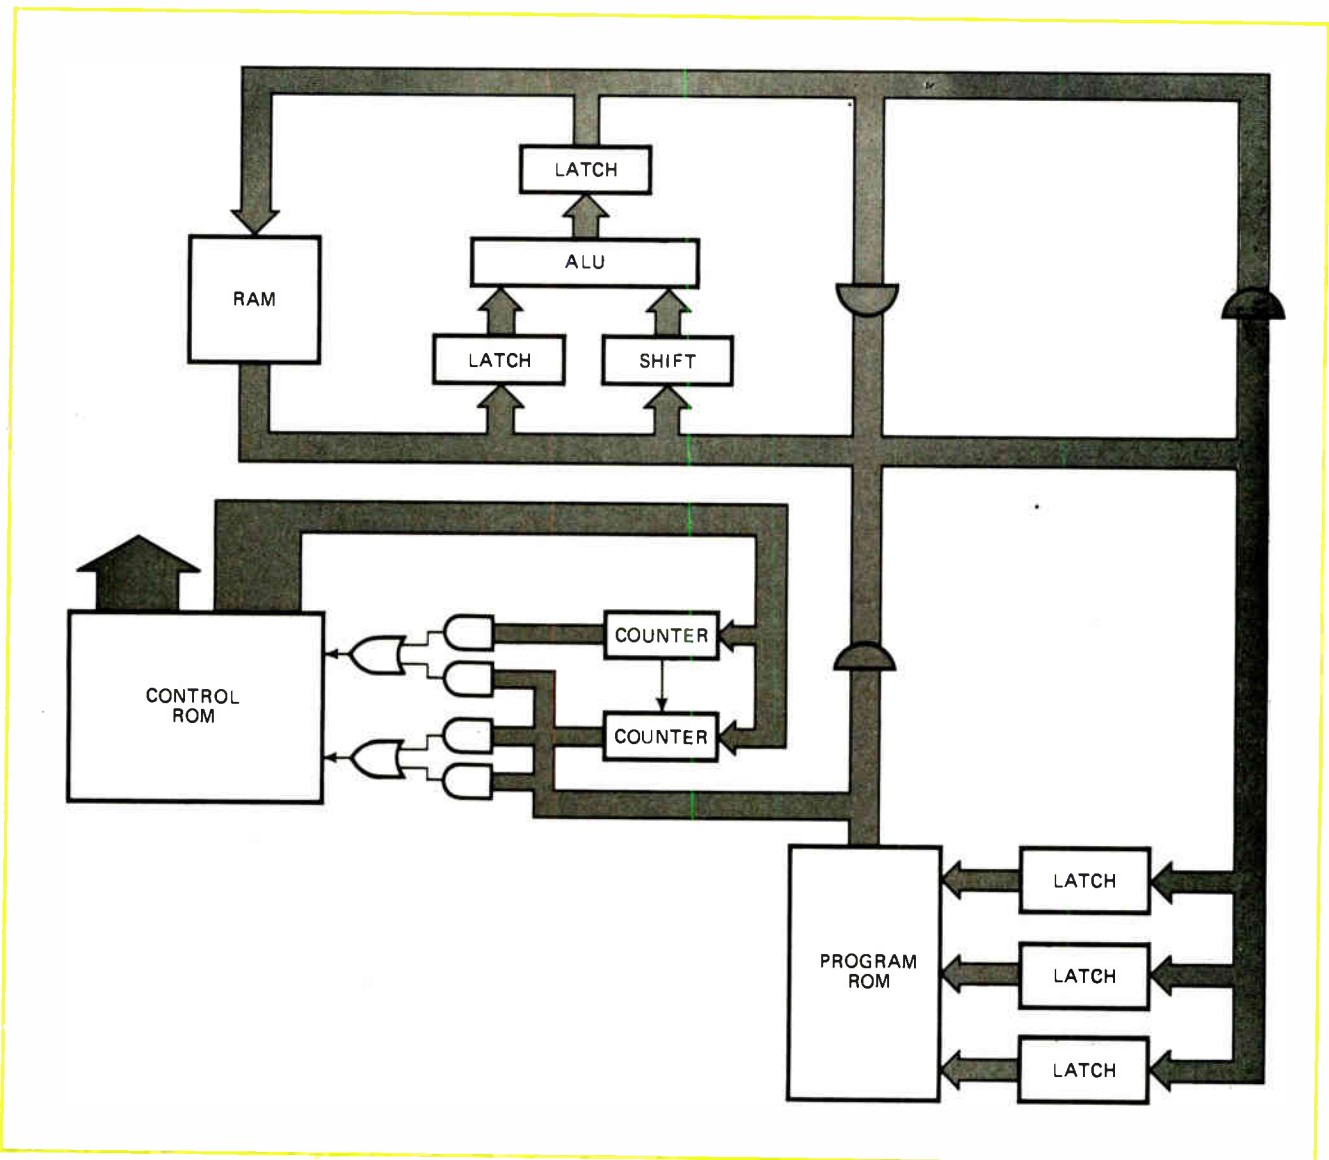 LATCH
ALU
RAM
LATCH
SHIFT
COUNTER
CONTROL
ROM
COUNTER
LATCH
PROGRAM
ROM
LATCH
LATCH